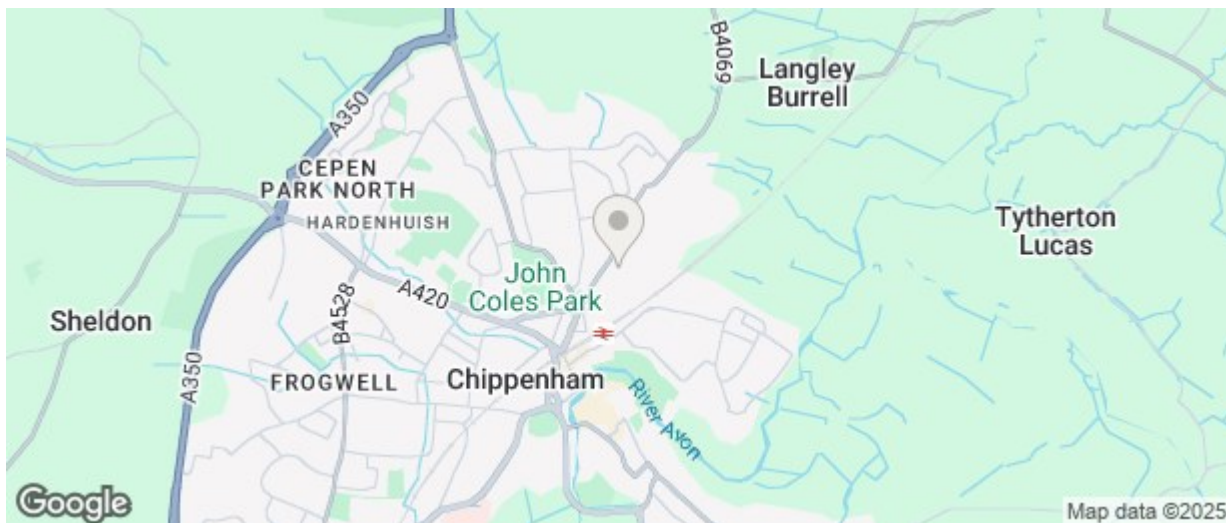 B4069
Langley
Burrell
A350
CEPEN
PARK NORTH
HARDENHUISH
Tytherton
Lucas
John
Coles Park
A420
B4528
Sheldon
A350
FROGWELL
Chippenham
River Avon
Google
Map data ©2025